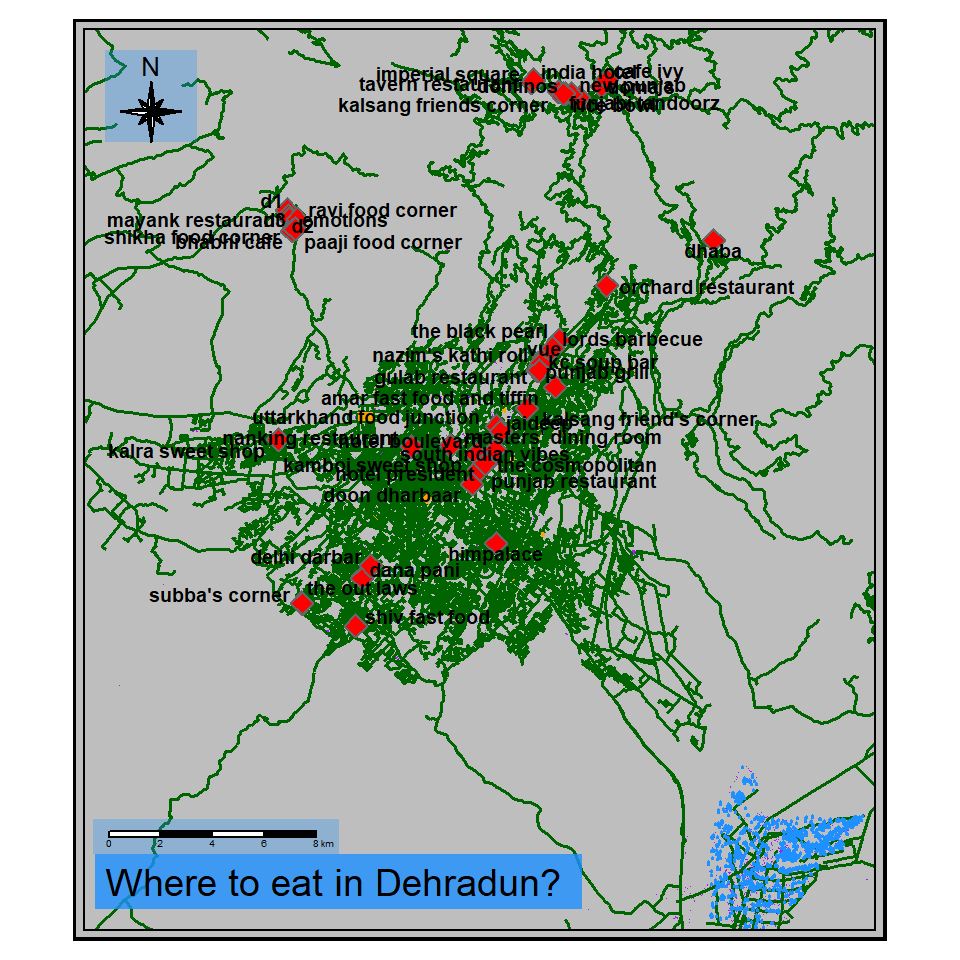 N
imperial square
india hotel
cafe ivy
tavern restaurant
dominos
new punjab
kalsang friends corner
d1
ravi food corner
mayank restaurant
d3
emotions
d2
shikha food corner
bhabhi cafe
paaji food corner
dhaba
orchard restaurant
the black pearl
lords barbecue
vue
nazim's kathi roll
kc soup bar
gulab restaurant
punjab grill
amar fast food and tiffin
uttarkhand food junction
jaideep
kalsang friend's corner
nanking restaurant
masters' dining room
kalra sweet shop
south indian vibes
kamboj sweet shop
the cosmopolitan
hotel president
punjab restaurant
doon dharbaar
himpalace
delhi darbar
dana pani
the out laws
subba's corner
shiv fast food
0 2 4 6 8 km
Where to eat in Dehradun?